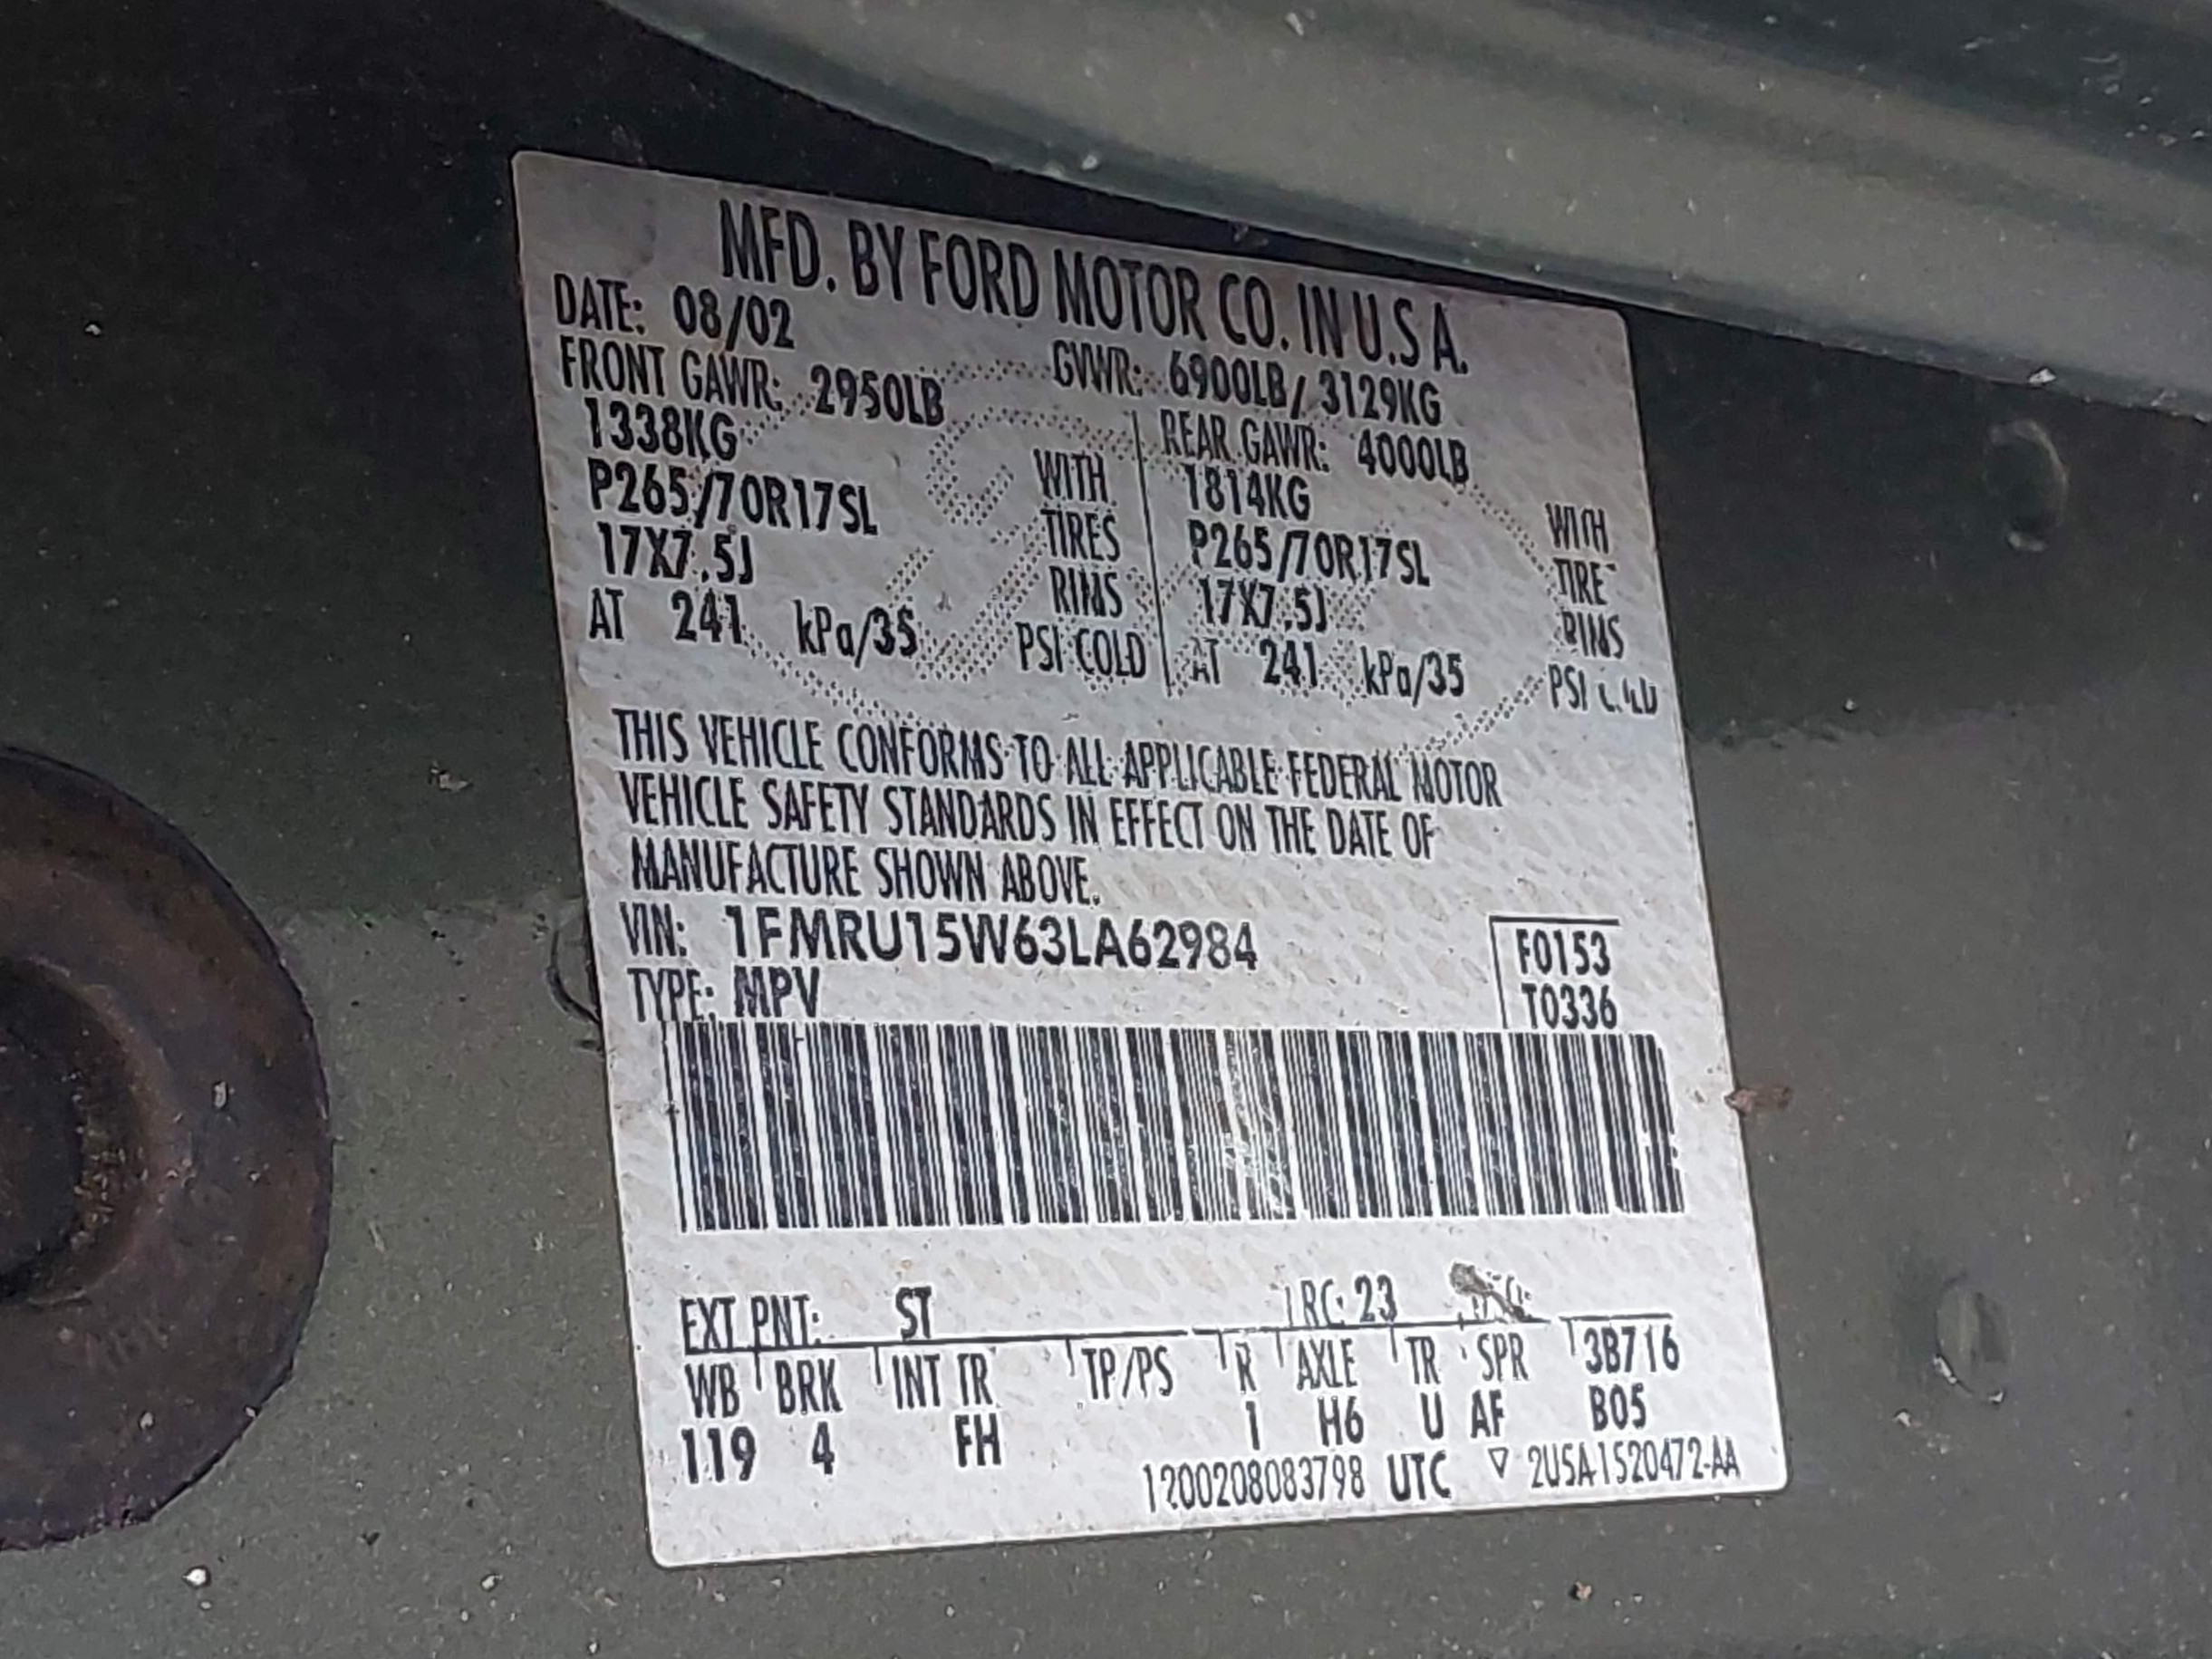 MFD. BY FORD MOTOR CO. IN U.S.A.
DATE: 08/02 GVWR: 6900LB/ 3129KG
FRONT GAWR: 2950LB REAR GAWR: 4000LB
1338KG WITH 1814KG WITH
P265/70R17SL TIRES P265/70R17SL TIRE
17X7.5J RIMS 17X7.5J RIMS
AT 241 kPa/35 PSI COLD AT 241 kPa/35 PSI
THIS VEHICLE CONFORMS TO ALL APPLICABLE FEDERAL MOTOR
VEHICLE SAFETY STANDARDS IN EFFECT ON THE DATE OF
MANUFACTURE SHOWN ABOVE.
VIN: 1FMRU15W63LA62984 F0153
TYPE: MPV T0336
EXT PNT: ST RC: 23
WB BRK INT TR TP/PS R AXLE TR SPR 3B716
119 4 FH 1 H6 U AF B05
1200208083798 UTC ▽ 2U5A-1520472-AA